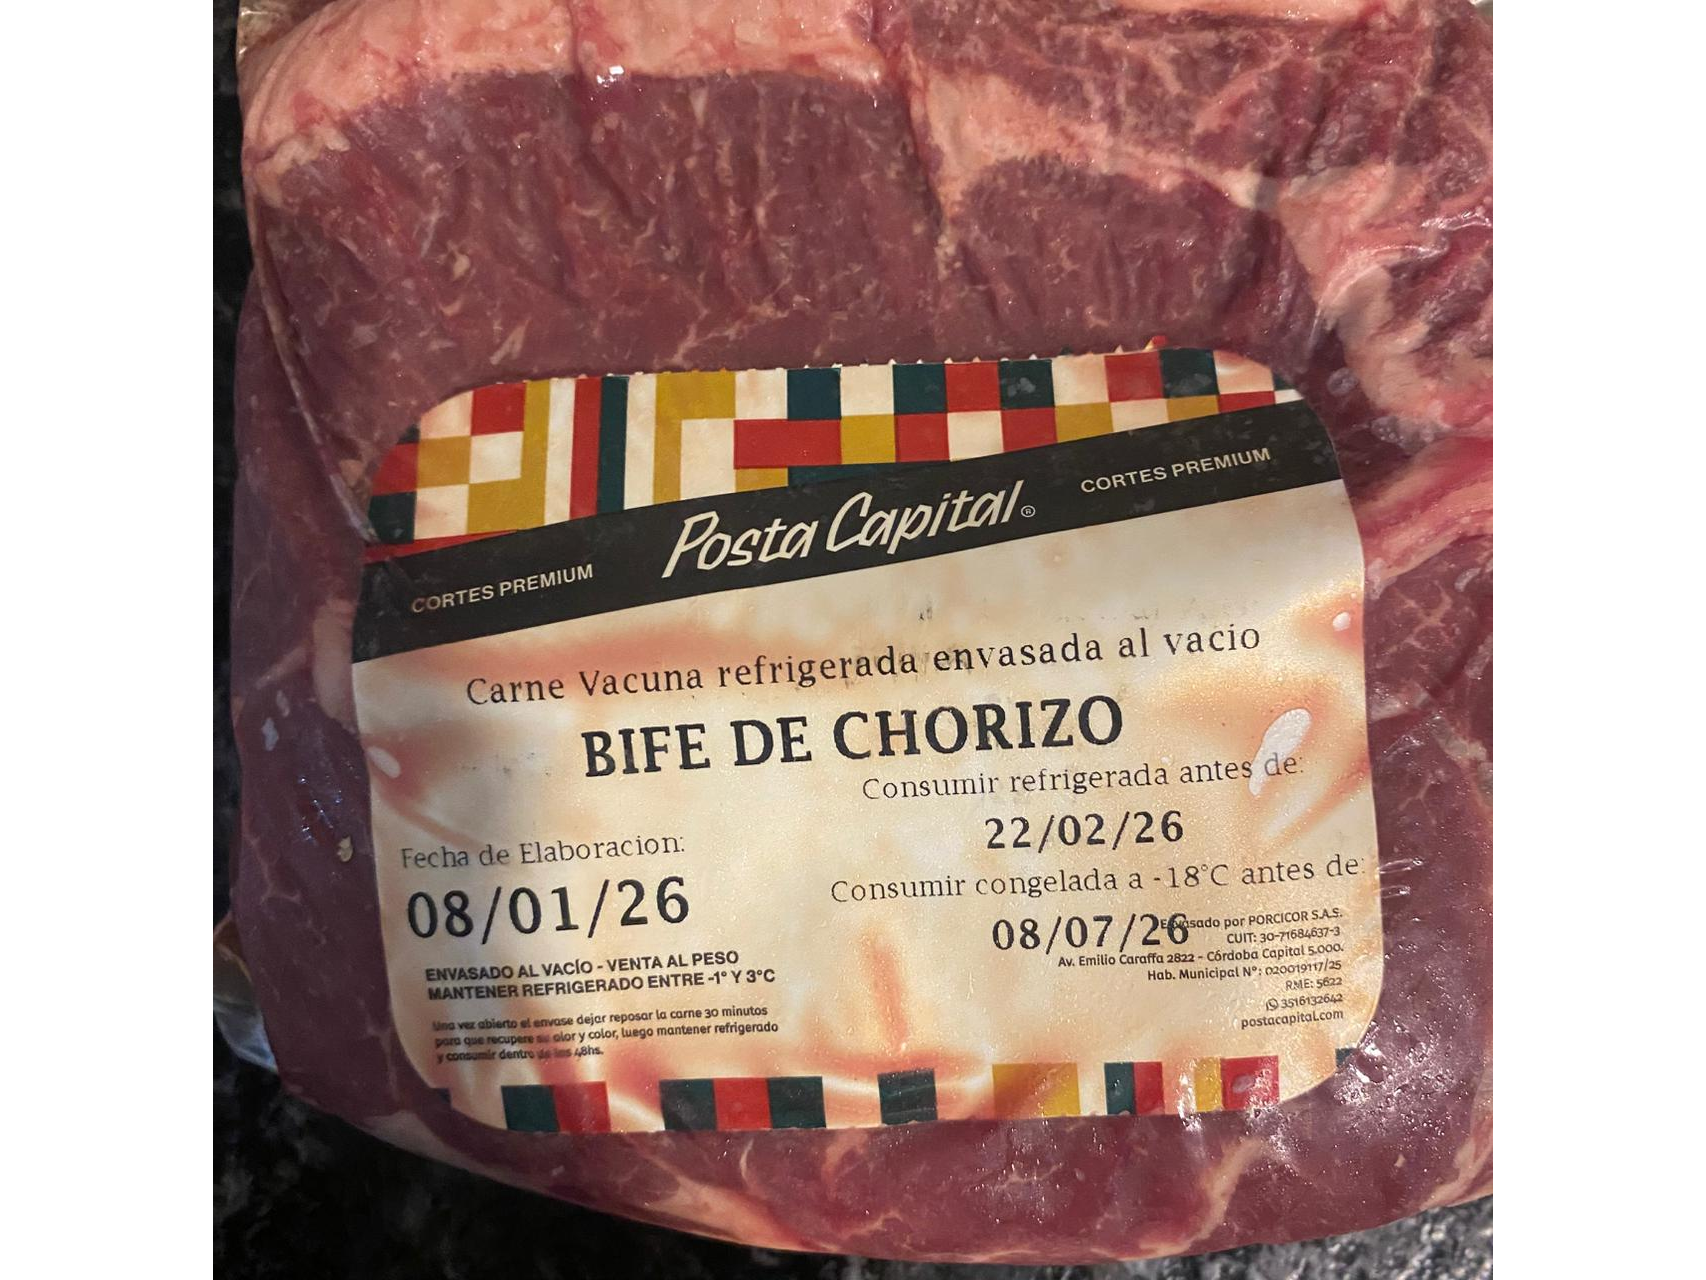 CORTES PREMIUM
Posta Capital®
CORTES PREMIUM
Carne Vacuna refrigerada envasada al vacio
BIFE DE CHORIZO
Consumir refrigerada antes de:
22/02/26
Fecha de Elaboracion:
08/01/26
Consumir congelada a -18°C antes de:
08/07/26
ENVASADO AL VACÍO - VENTA AL PESO
MANTENER REFRIGERADO ENTRE -1° Y 3°C
Una vez abierto el envase dejar reposar la carne 30 minutos
para que recupere su olor y color, luego mantener refrigerado
y consumir dentro de las 48hs.
Envasado por PORCICOR S.A.S.
CUIT: 30-71684637-3
Av. Emilio Caraffa 2822 - Córdoba Capital 5.000.
Hab. Municipal N°: 020019117/25
RME: 5622
3516132642
postacapital.com